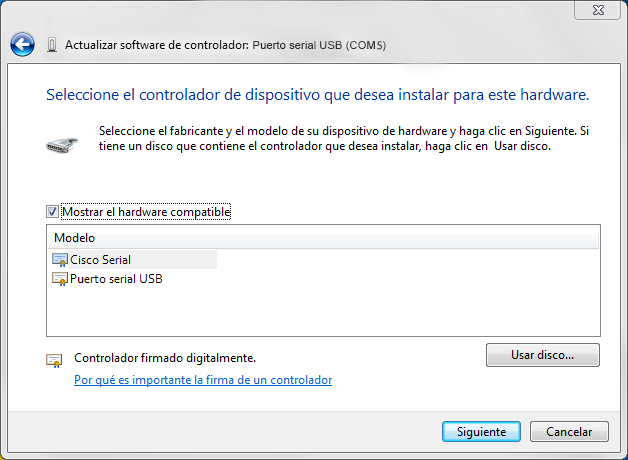 Actualizar software de controlador: Puerto serial USB (COM5)
Seleccione el controlador de dispositivo que desea instalar para este hardware.
Seleccione el fabricante y el modelo de su dispositivo de hardware y haga clic en Siguiente. Si
tiene un disco que contiene el controlador que desea instalar, haga clic en Usar disco.
Mostrar el hardware compatible
Modelo
Cisco Serial
Puerto serial USB
Controlador firmado digitalmente.
Usar disco...
Por qué es importante la firma de un controlador
Siguiente
Cancelar